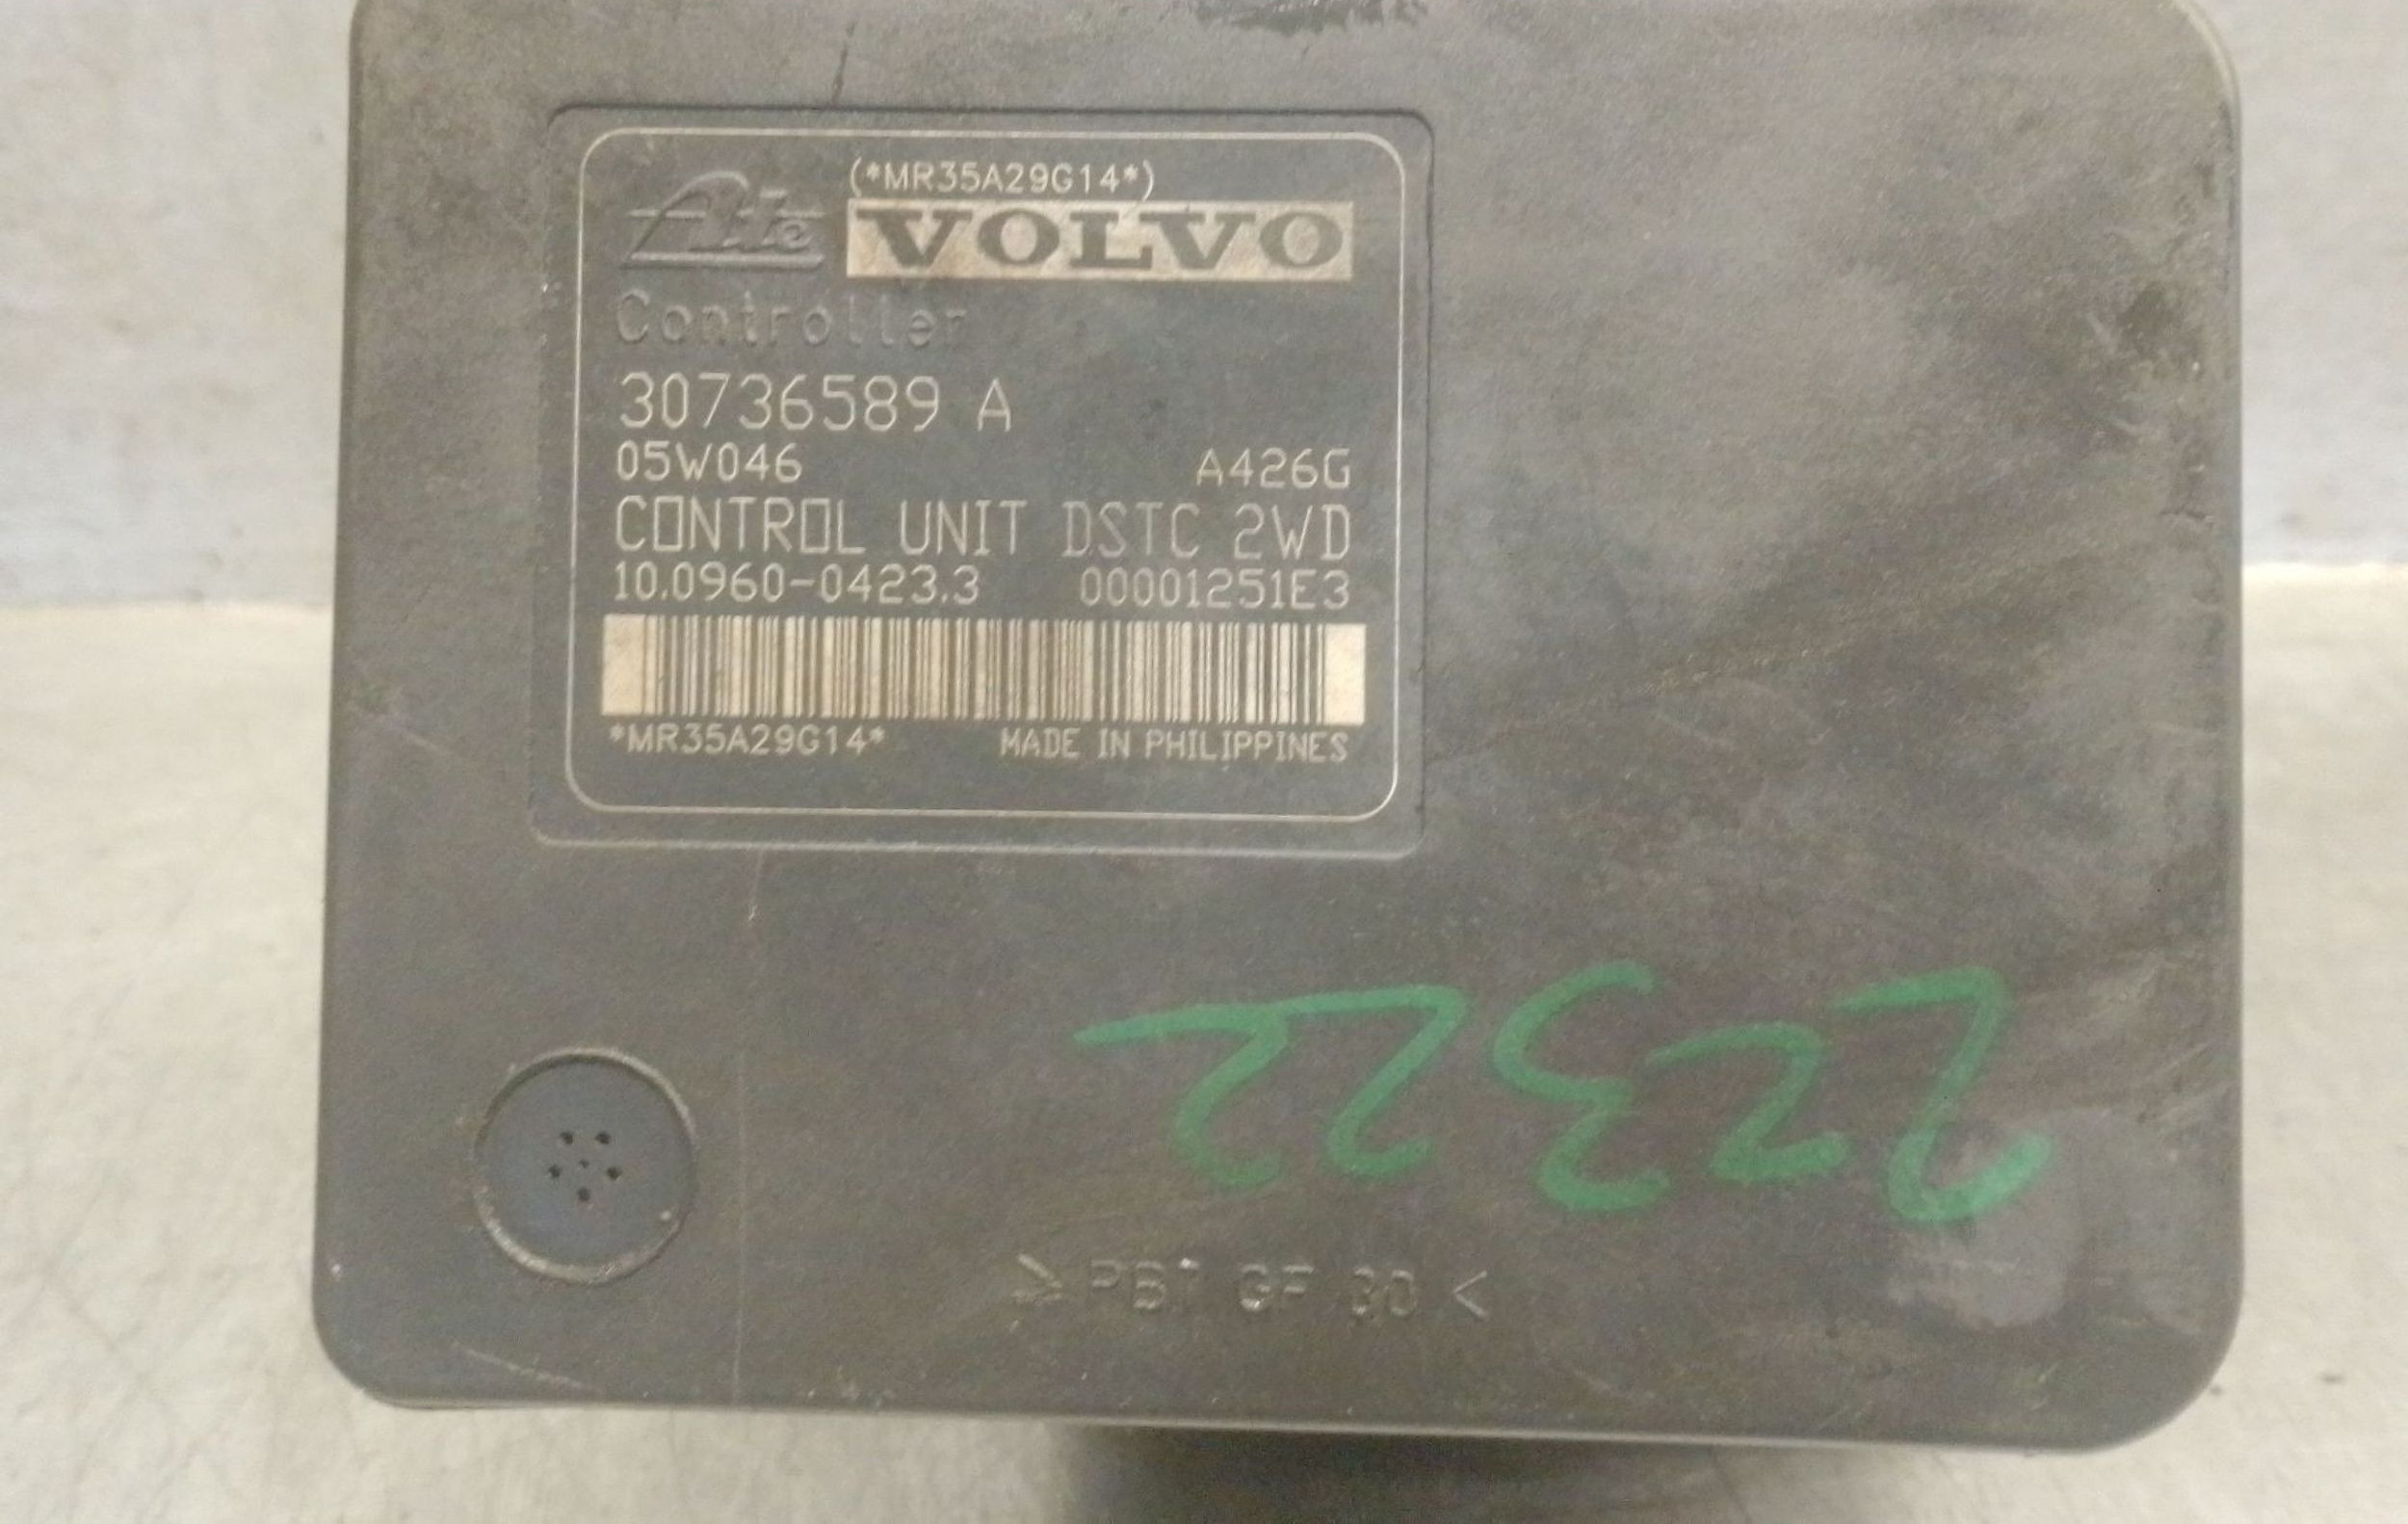 (*MR35A29G14*)
Ate VOLVO
Controller
30736589 A
05W046 A426G
CONTROL UNIT DSTC 2WD
10.0960-0423.3 00001251E3
*MR35A29G14* MADE IN PHILIPPINES
22322
> PBT GF 30 <